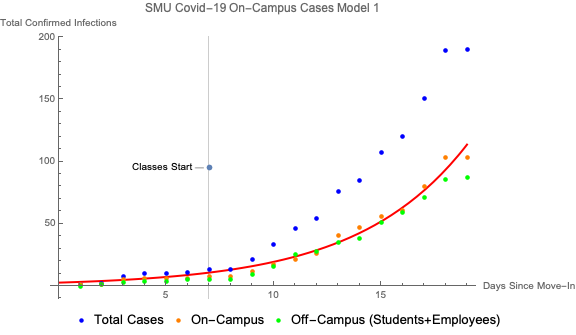 SMU Covid-19 On-Campus Cases Model 1
Total Confirmed Infections
200
150
Classes Start
100
50
5 10 15
Days Since Move-In
Total Cases On-Campus Off-Campus (Students+Employees)